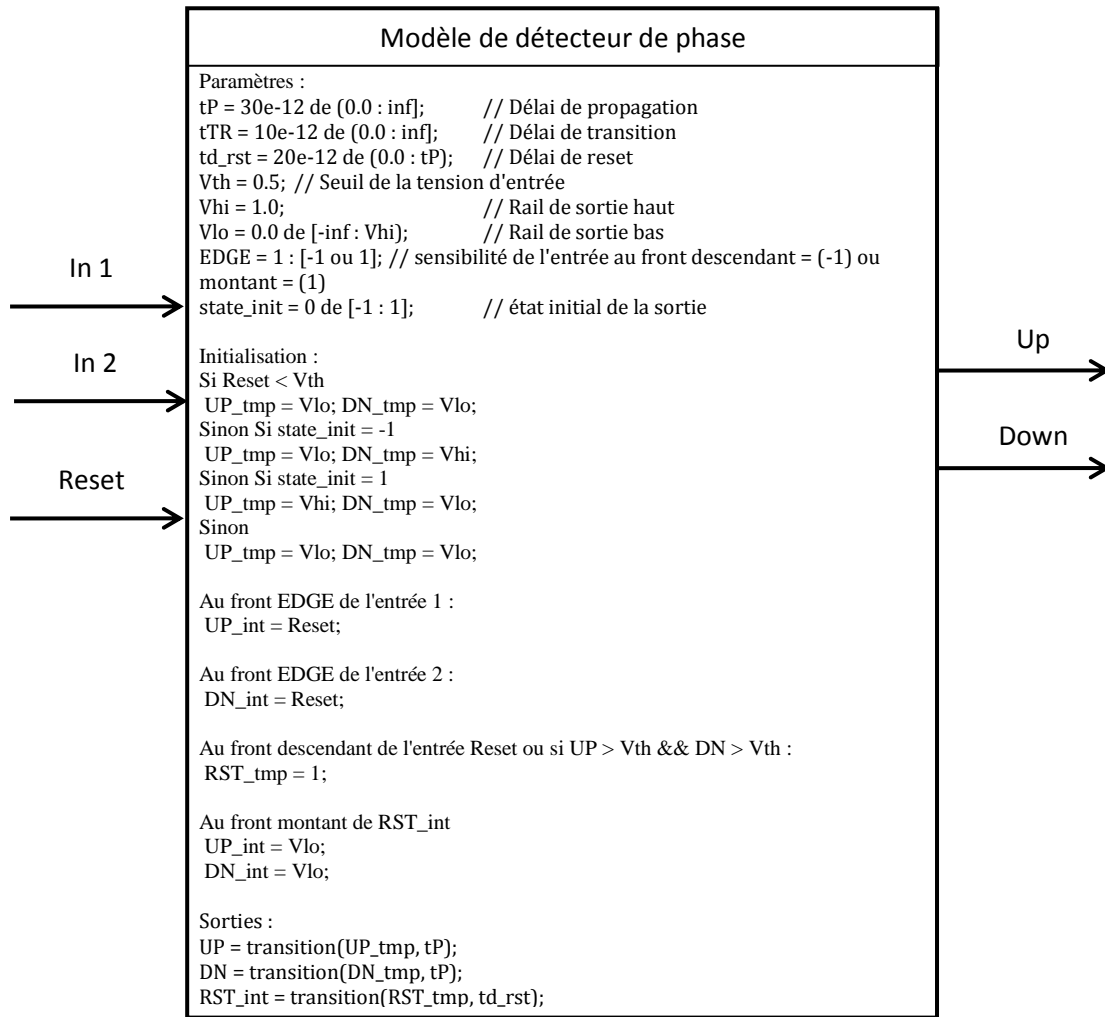 Modèle de détecteur de phase
Paramètres :
tP = 30e-12 de (0.0 : inf]; // Délai de propagation
tTR = 10e-12 de (0.0 : inf]; // Délai de transition
td_rst = 20e-12 de (0.0 : tP); // Délai de reset
Vth = 0.5; // Seuil de la tension d'entrée
Vhi = 1.0; // Rail de sortie haut
Vlo = 0.0 de [-inf : Vhi); // Rail de sortie bas
EDGE = 1 : [-1 ou 1]; // sensibilité de l'entrée au front descendant = (-1) ou
montant = (1)
state_init = 0 de [-1 : 1]; // état initial de la sortie
Initialisation :
Si Reset < Vth
UP_tmp = Vlo; DN_tmp = Vlo;
Sinon Si state_init = -1
UP_tmp = Vlo; DN_tmp = Vhi;
Sinon Si state_init = 1
UP_tmp = Vhi; DN_tmp = Vlo;
Sinon
UP_tmp = Vlo; DN_tmp = Vlo;
Au front EDGE de l'entrée 1 :
UP_int = Reset;
Au front EDGE de l'entrée 2 :
DN_int = Reset;
Au front descendant de l'entrée Reset ou si UP > Vth && DN > Vth :
RST_tmp = 1;
Au front montant de RST_int
UP_int = Vlo;
DN_int = Vlo;
Sorties :
UP = transition(UP_tmp, tP);
DN = transition(DN_tmp, tP);
RST_int = transition(RST_tmp, td_rst);
In 1
In 2
Reset
Up
Down